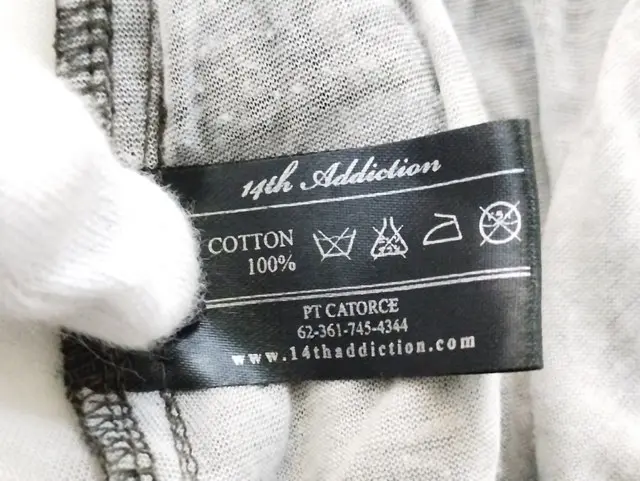 14th Addiction
COTTON
100%
PT CATORCE
62-361-745-4344
www.14thaddiction.com